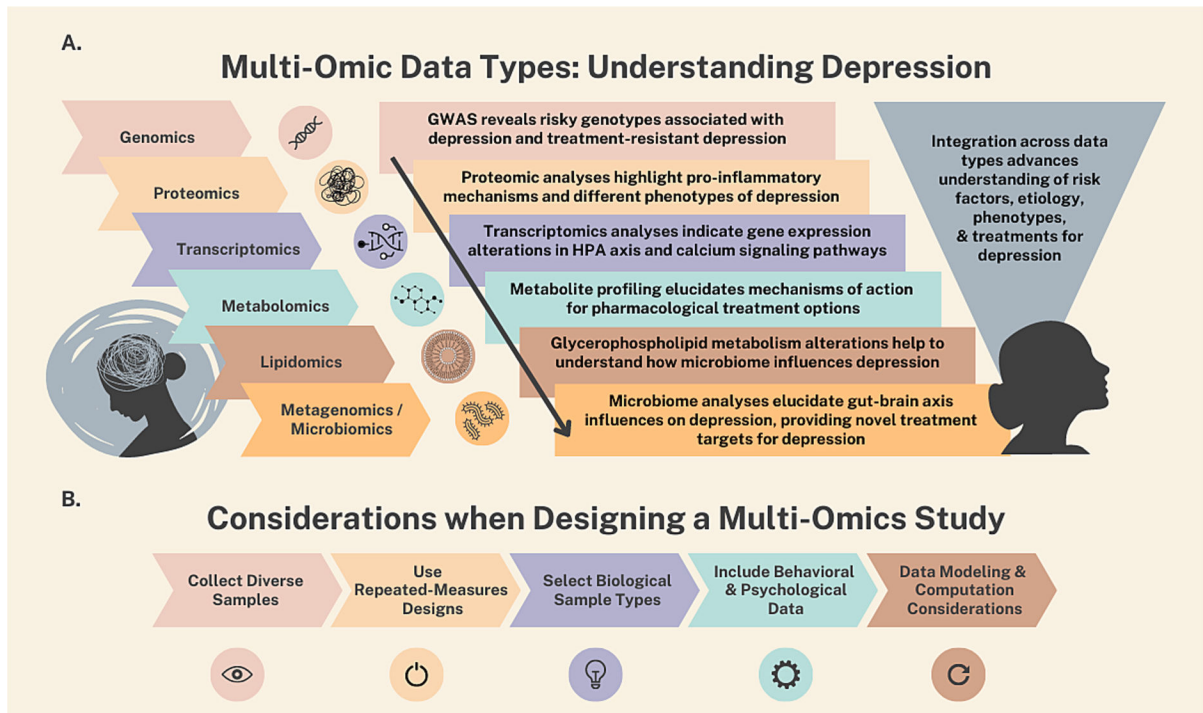 A.
Multi-Omic Data Types: Understanding Depression
Genomics
GWAS reveals risky genotypes associated with
depression and treatment-resistant depression
Proteomics
Proteomic analyses highlight pro-inflammatory
mechanisms and different phenotypes of depression
Transcriptomics
Transcriptomics analyses indicate gene expression
alterations in HPA axis and calcium signaling pathways
Metabolomics
Metabolite profiling elucidates mechanisms of action
for pharmacological treatment options
Lipidomics
Glycerophospholipid metabolism alterations help to
understand how microbiome influences depression
Metagenomics /
Microbiomics
Microbiome analyses elucidate gut-brain axis
influences on depression, providing novel treatment
targets for depression
Integration across data
types advances
understanding of risk
factors, etiology,
phenotypes,
& treatments for
depression
B.
Considerations when Designing a Multi-Omics Study
Collect Diverse
Samples
Use
Repeated-Measures
Designs
Select Biological
Sample Types
Include Behavioral
& Psychological
Data
Data Modeling &
Computation
Considerations